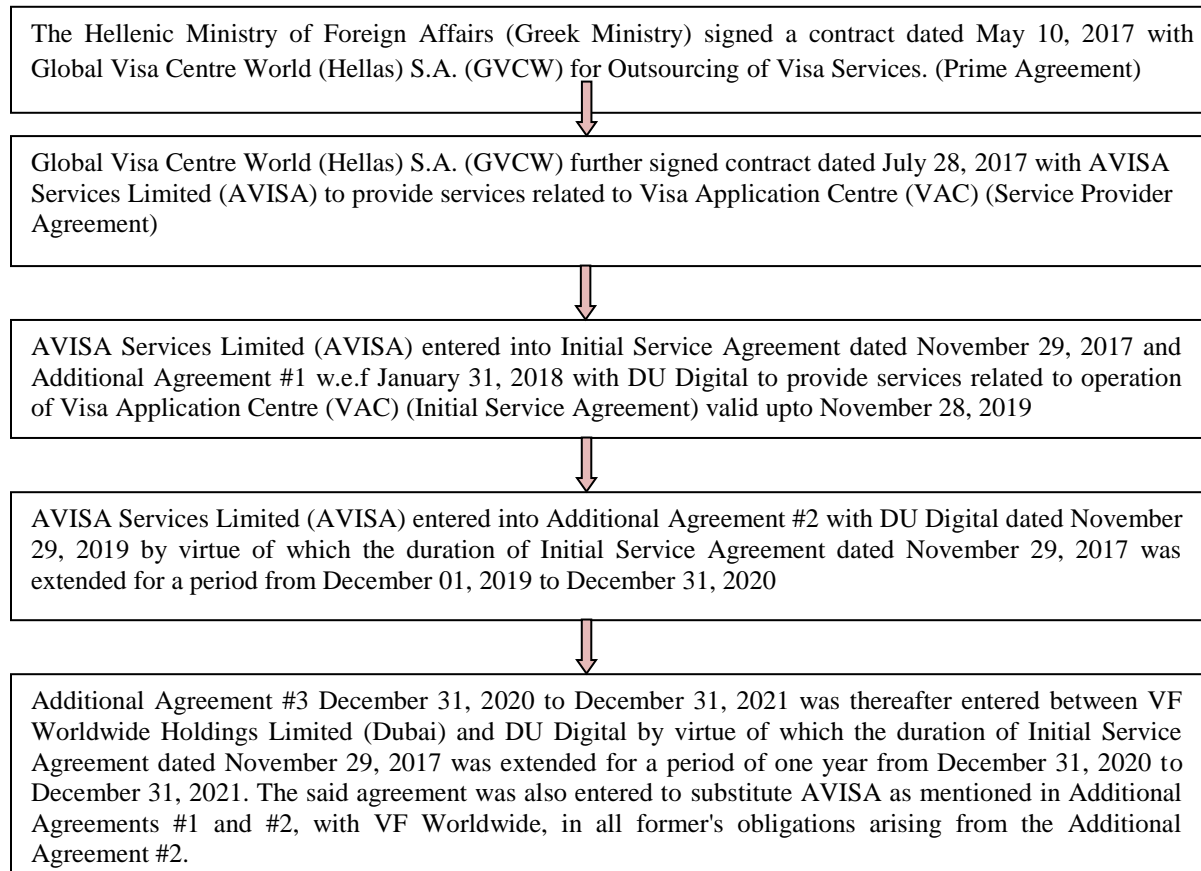 The Hellenic Ministry of Foreign Affairs (Greek Ministry) signed a contract dated May 10, 2017 with
Global Visa Centre World (Hellas) S.A. (GVCW) for Outsourcing of Visa Services. (Prime Agreement)
Global Visa Centre World (Hellas) S.A. (GVCW) further signed contract dated July 28, 2017 with AVISA
Services Limited (AVISA) to provide services related to Visa Application Centre (VAC) (Service Provider
Agreement)
AVISA Services Limited (AVISA) entered into Initial Service Agreement dated November 29, 2017 and
Additional Agreement #1 w.e.f January 31, 2018 with DU Digital to provide services related to operation
of Visa Application Centre (VAC) (Initial Service Agreement) valid upto November 28, 2019
AVISA Services Limited (AVISA) entered into Additional Agreement #2 with DU Digital dated November
29, 2019 by virtue of which the duration of Initial Service Agreement dated November 29, 2017 was
extended for a period from December 01, 2019 to December 31, 2020
Additional Agreement #3 December 31, 2020 to December 31, 2021 was thereafter entered between VF
Worldwide Holdings Limited (Dubai) and DU Digital by virtue of which the duration of Initial Service
Agreement dated November 29, 2017 was extended for a period of one year from December 31, 2020 to
December 31, 2021. The said agreement was also entered to substitute AVISA as mentioned in Additional
Agreements #1 and #2, with VF Worldwide, in all former's obligations arising from the Additional
Agreement #2.